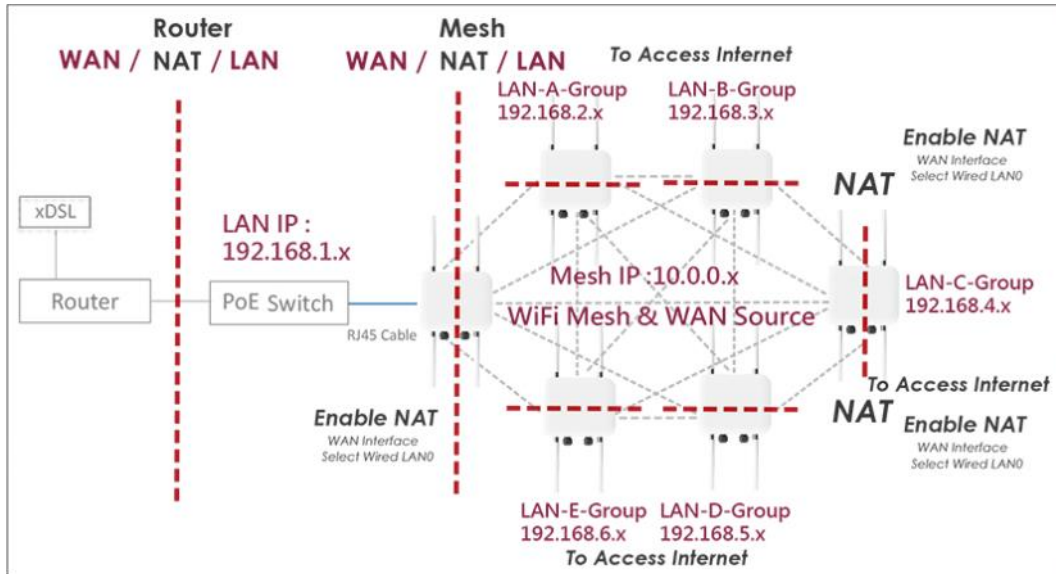 Router
WAN / NAT / LAN
Mesh
WAN / NAT / LAN
To Access Internet
LAN-A-Group
192.168.2.x
LAN-B-Group
192.168.3.x
Enable NAT
WAN Interface
Select Wired LAN0
NAT
xDSL
LAN IP :
192.168.1.x
Router
PoE Switch
RJ45 Cable
Mesh IP :10.0.0.x
WiFi Mesh & WAN Source
LAN-C-Group
192.168.4.x
To Access Internet
NAT
Enable NAT
WAN Interface
Select Wired LAN0
Enable NAT
WAN Interface
Select Wired LAN0
LAN-E-Group
192.168.6.x
LAN-D-Group
192.168.5.x
To Access Internet